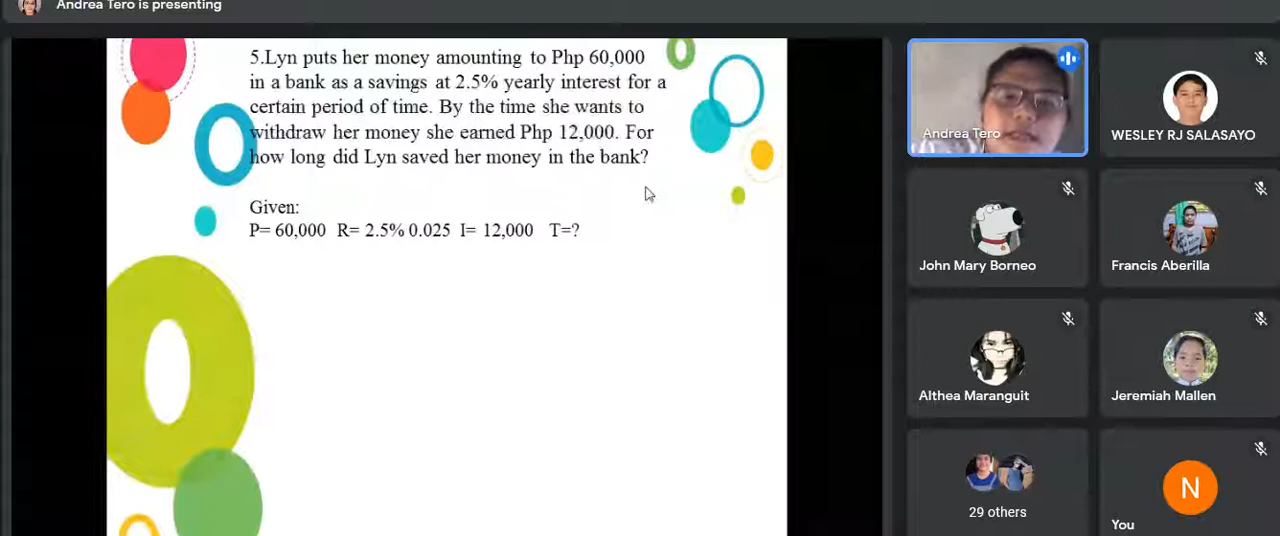 Andrea Tero is presenting
5.Lyn puts her money amounting to Php 60,000
in a bank as a savings at 2.5% yearly interest for a
certain period of time. By the time she wants to
withdraw her money she earned Php 12,000. For
how long did Lyn saved her money in the bank?
Given:
P= 60,000 R= 2.5% 0.025 I= 12,000 T=?
Andrea Tero
WESLEY RJ SALASAYO
John Mary Borneo
Francis Aberilla
Althea Maranguit
Jeremiah Mallen
29 others
N
You